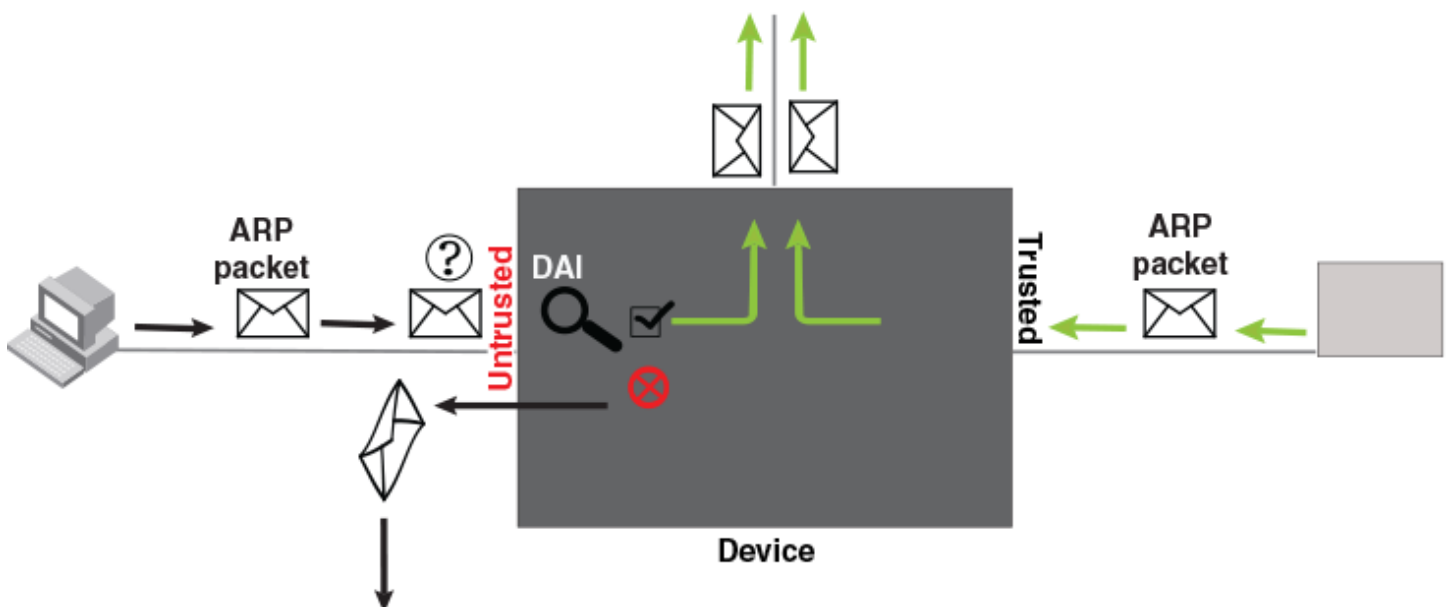 ARP
packet
?
Untrusted
DAI
Trusted
ARP
packet
Device